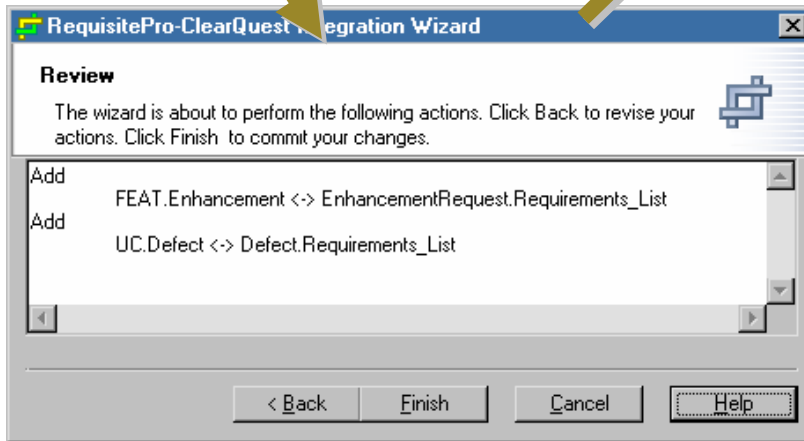 RequisitePro-ClearQuest Integration Wizard
Review
The wizard is about to perform the following actions. Click Back to revise your
actions. Click Finish to commit your changes.
Add
FEAT.Enhancement <-> EnhancementRequest.Requirements_List
Add
UC.Defect <-> Defect.Requirements_List
< Back
Finish
Cancel
Help